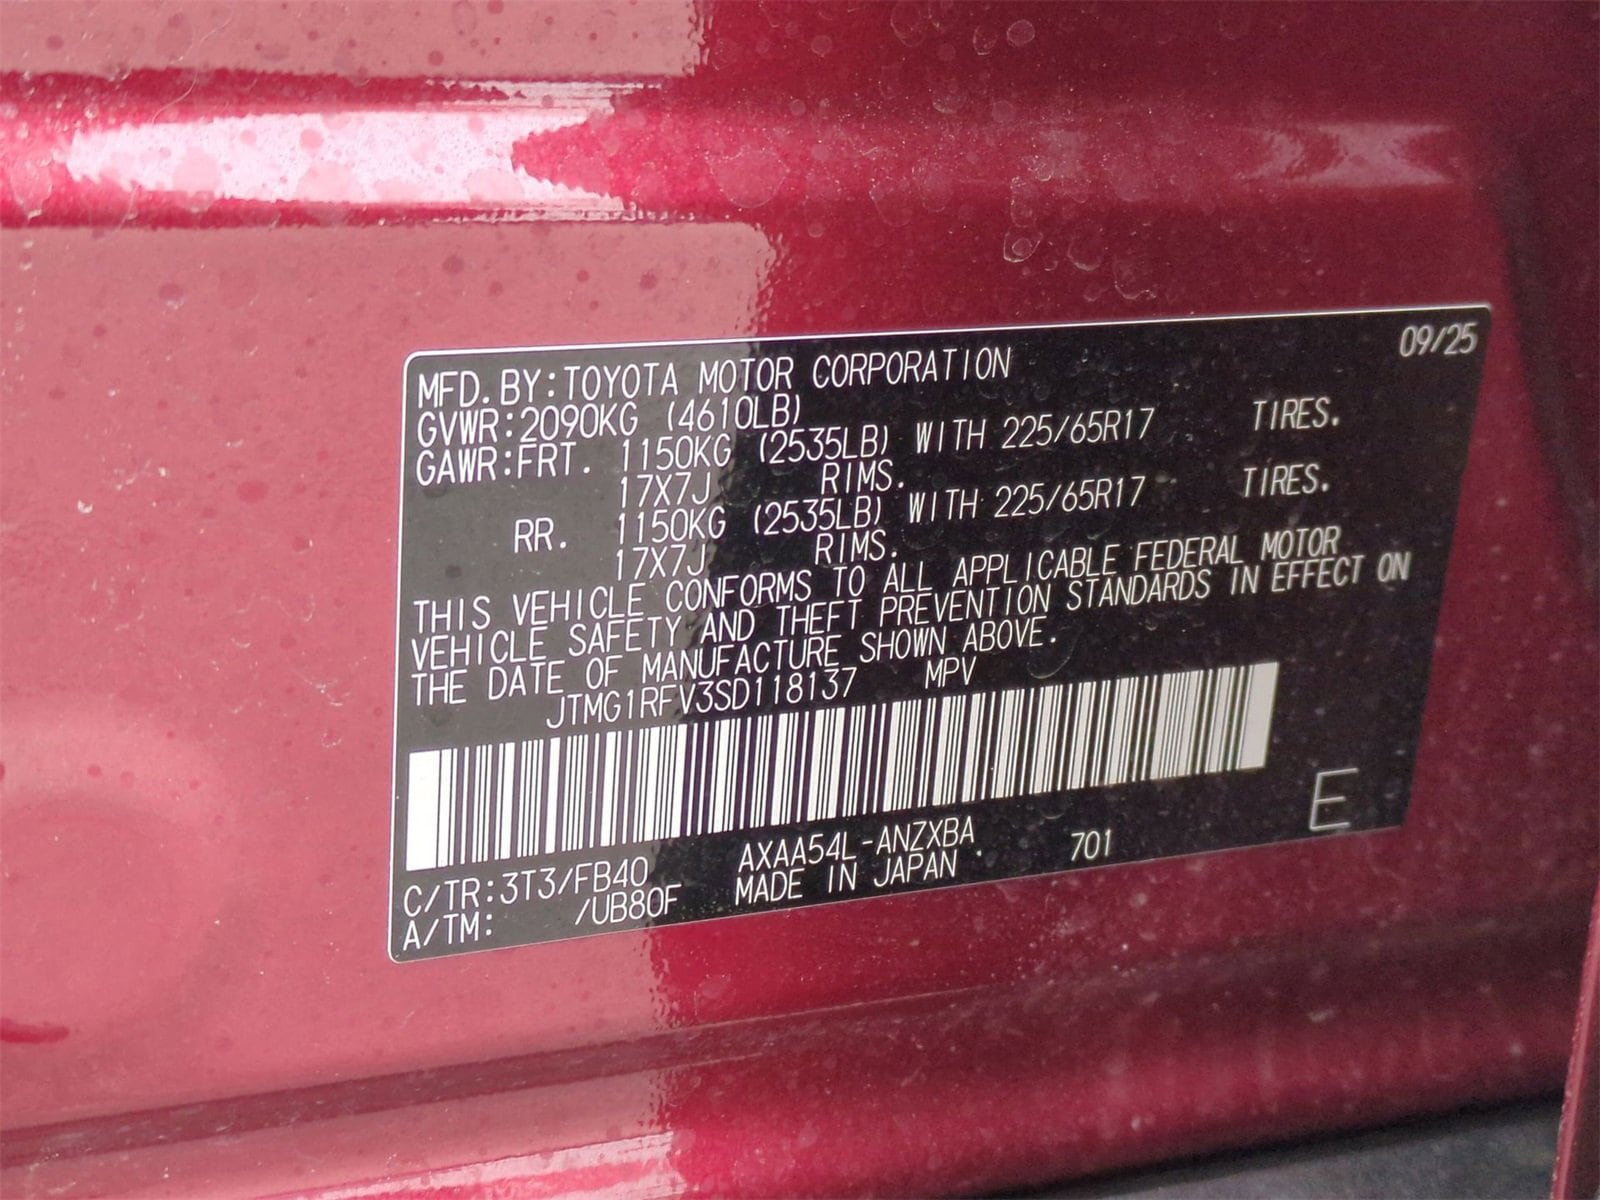 09/25
MFD.BY:TOYOTA MOTOR CORPORATION
GVWR:2090KG (4610LB)
GAWR:FRT. 1150KG (2535LB) WITH 225/65R17 TIRES.
17X7J RIMS.
RR. 1150KG (2535LB) WITH 225/65R17 TIRES.
17X7J RIMS.
THIS VEHICLE CONFORMS TO ALL APPLICABLE FEDERAL MOTOR
VEHICLE SAFETY AND THEFT PREVENTION STANDARDS IN EFFECT ON
THE DATE OF MANUFACTURE SHOWN ABOVE.
JTMG1RFV3SD118137 MPV
E
C/TR:3T3/FB40 AXAA54L-ANZXBA 701
A/TM: /UB80F MADE IN JAPAN